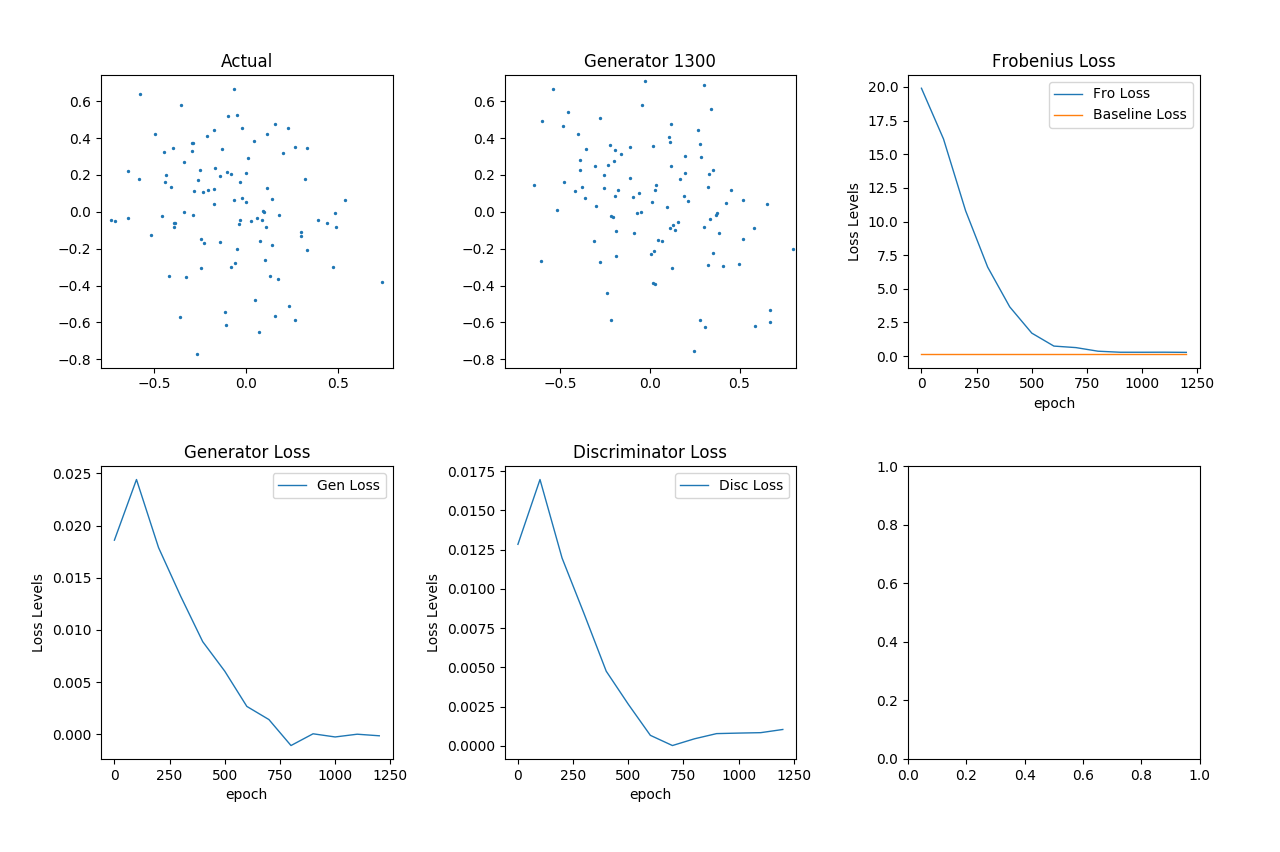 Actual
0.6
0.4
0.2
0.0
−0.2
−0.4
−0.6
−0.8
−0.5 0.0 0.5
Generator 1300
0.6
0.4
0.2
0.0
−0.2
−0.4
−0.6
−0.8
−0.5 0.0 0.5
Frobenius Loss
Fro Loss
Baseline Loss
Loss Levels
20.0
17.5
15.0
12.5
10.0
7.5
5.0
2.5
0.0
0 250 500 750 1000 1250
epoch
Generator Loss
Gen Loss
Loss Levels
0.025
0.020
0.015
0.010
0.005
0.000
0 250 500 750 1000 1250
epoch
Discriminator Loss
Disc Loss
Loss Levels
0.0175
0.0150
0.0125
0.0100
0.0075
0.0050
0.0025
0.0000
0 250 500 750 1000 1250
epoch
1.0
0.8
0.6
0.4
0.2
0.0
0.0 0.2 0.4 0.6 0.8 1.0